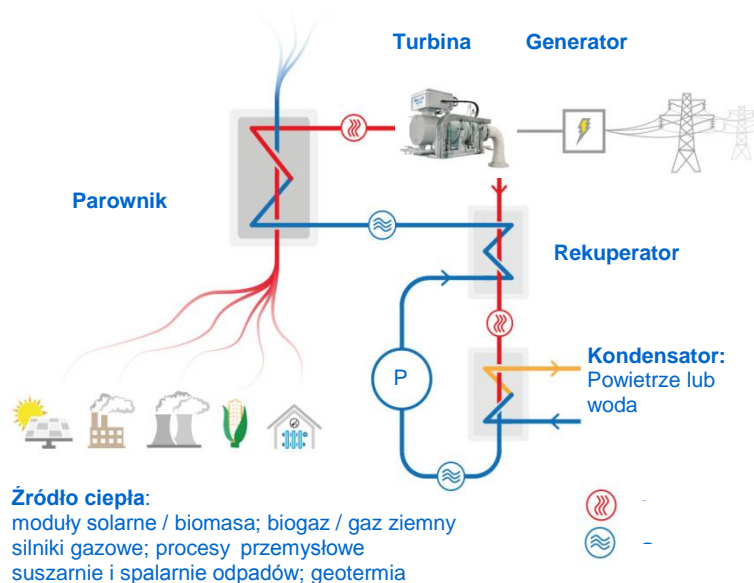 Turbina
Generator
Parownik
Rekuperator
P
Kondensator:
Powietrze lub
woda
Źródło ciepła:
moduły solarne / biomasa; biogaz / gaz ziemny
silniki gazowe; procesy przemysłowe
suszarnie i spalarnie odpadów; geotermia